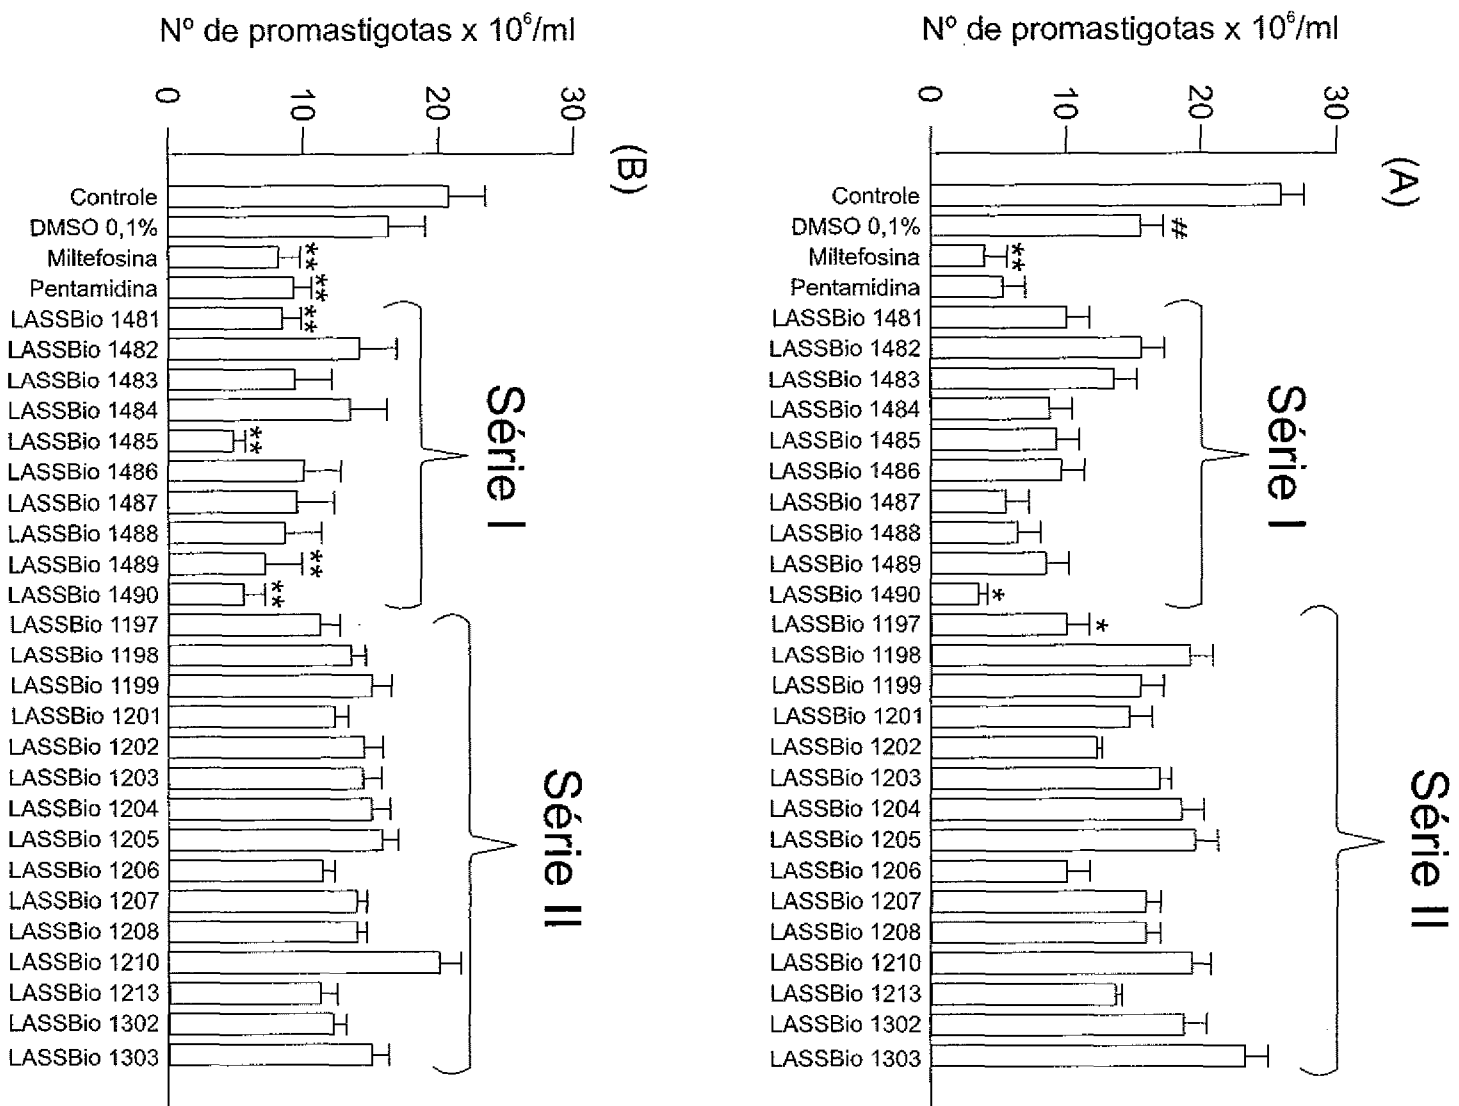 (A)
Nº de promastigotas x 10⁶/ml
0
10
20
30
Controle
DMSO 0,1%
#
Miltefosina
**
Pentamidina
LASSBio 1481
LASSBio 1482
LASSBio 1483
LASSBio 1484
LASSBio 1485
LASSBio 1486
LASSBio 1487
LASSBio 1488
LASSBio 1489
LASSBio 1490
*
LASSBio 1197
*
LASSBio 1198
LASSBio 1199
LASSBio 1201
LASSBio 1202
LASSBio 1203
LASSBio 1204
LASSBio 1205
LASSBio 1206
LASSBio 1207
LASSBio 1208
LASSBio 1210
LASSBio 1213
LASSBio 1302
LASSBio 1303
Série I
Série II
(B)
Nº de promastigotas x 10⁶/ml
0
10
20
30
Controle
DMSO 0,1%
Miltefosina
**
Pentamidina
**
LASSBio 1481
**
LASSBio 1482
LASSBio 1483
LASSBio 1484
LASSBio 1485
**
LASSBio 1486
LASSBio 1487
LASSBio 1488
LASSBio 1489
**
LASSBio 1490
**
LASSBio 1197
LASSBio 1198
LASSBio 1199
LASSBio 1201
LASSBio 1202
LASSBio 1203
LASSBio 1204
LASSBio 1205
LASSBio 1206
LASSBio 1207
LASSBio 1208
LASSBio 1210
LASSBio 1213
LASSBio 1302
LASSBio 1303
Série I
Série II